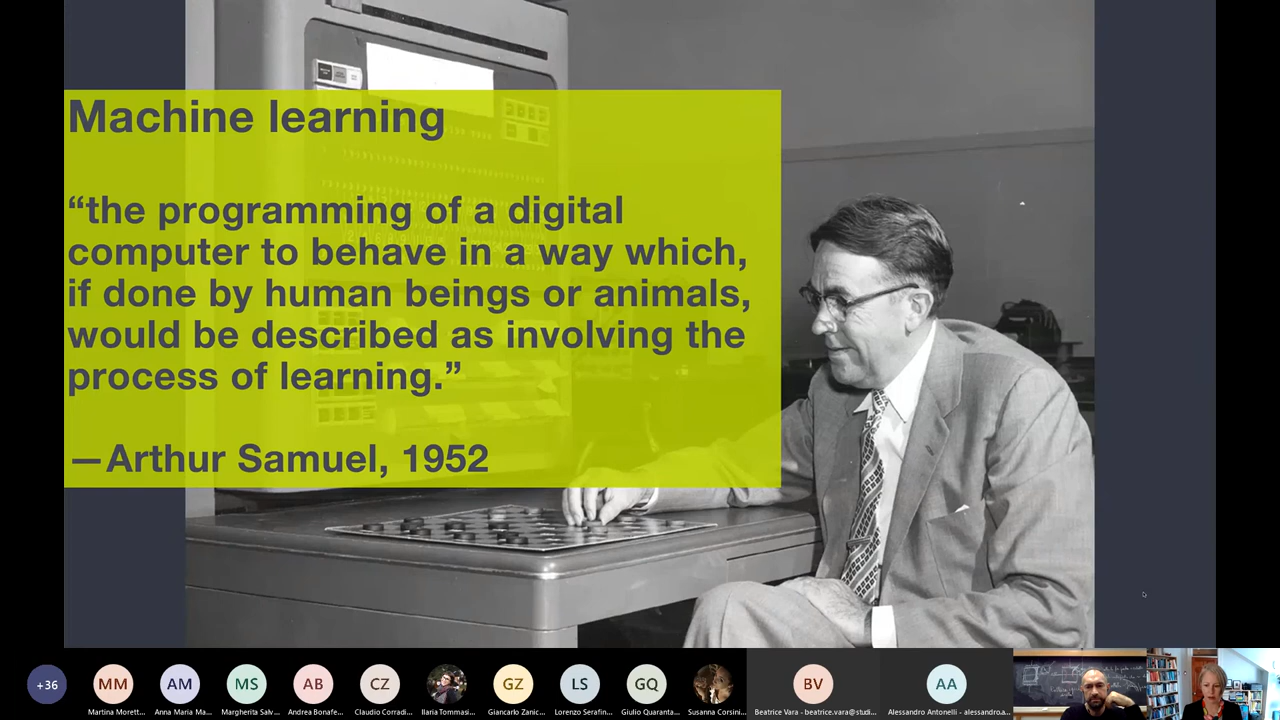 Machine learning
“the programming of a digital
computer to behave in a way which,
if done by human beings or animals,
would be described as involving the
process of learning.”
—Arthur Samuel, 1952
+36
MM
AM
MS
AB
CZ
GZ
LS
GQ
BV
AA
Martina Morett...
Anna Maria Ma...
Margherita Salv...
Andrea Bonafe...
Claudio Corradi...
Ilaria Tommasi...
Giancarlo Zanic...
Lorenzo Serafin...
Giulio Quaranta...
Susanna Corsini...
Beatrice Vara - beatrice.vara@studi...
Alessandro Antonelli - alessandro.a...